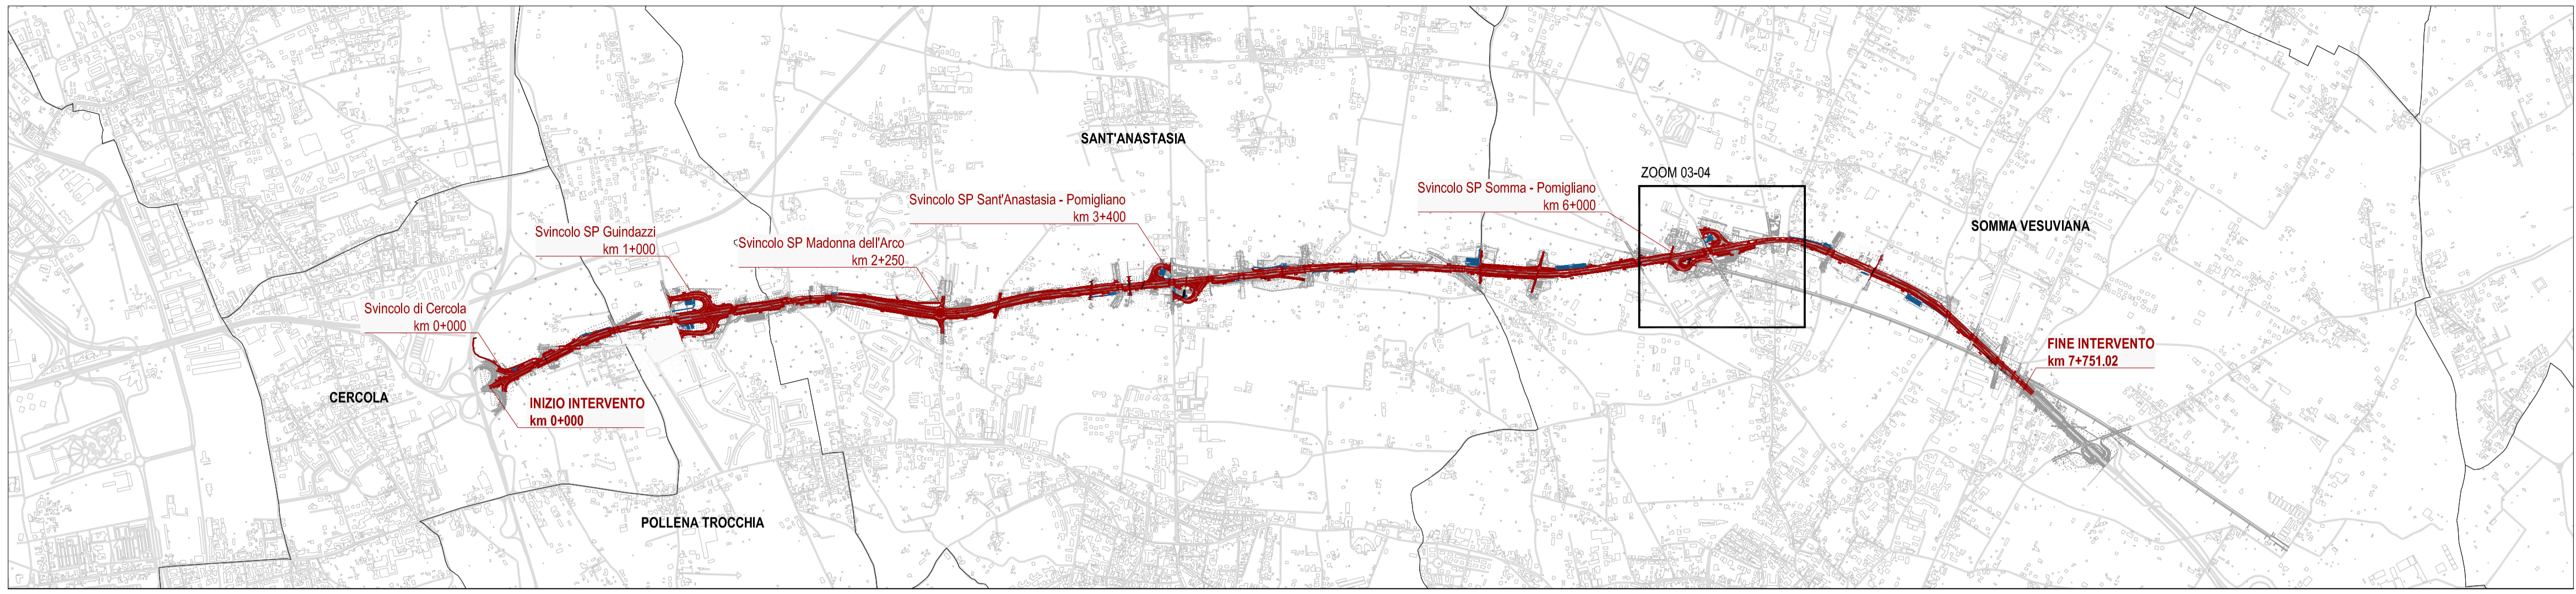 SANT'ANASTASIA
ZOOM 03-04
Svincolo SP Somma - Pomigliano
km 6+000
Svincolo SP Sant'Anastasia - Pomigliano
km 3+400
SOMMA VESUVIANA
Svincolo SP Guindazzi
km 1+000
Svincolo SP Madonna dell'Arco
km 2+250
Svincolo di Cercola
km 0+000
FINE INTERVENTO
km 7+751.02
CERCOLA
INIZIO INTERVENTO
km 0+000
POLLENA TROCCHIA